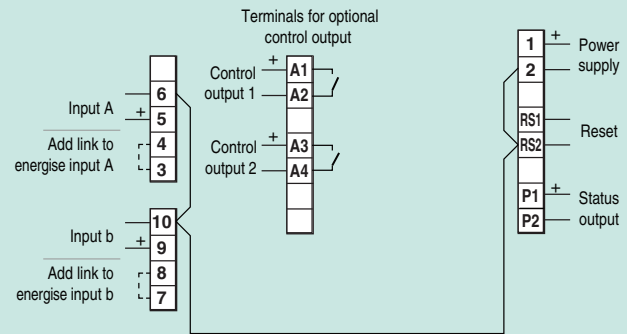 Terminals for optional
control output
6
Input A
+
5
Add link to
energise input A
4
3
10
Input b
+
9
Add link to
energise input b
8
7
Control
output 1
+
A1
A2
Control
output 2
+
A3
A4
1
+
2
Power
supply
RS1
RS2
Reset
P1
+
P2
Status
output